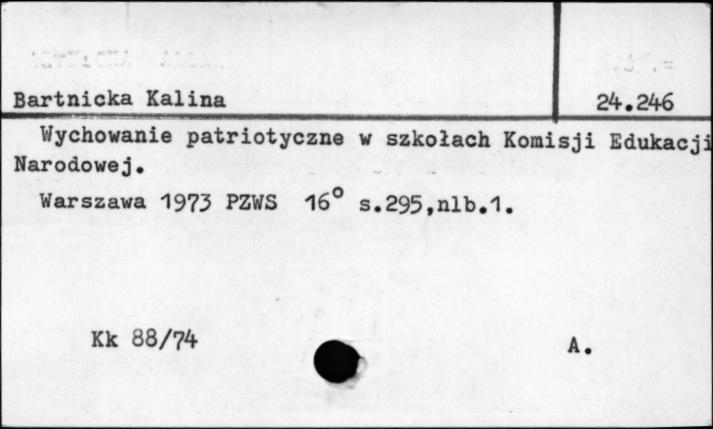 Bartnicka Kalina 24.246
Wychowanie patriotyczne w szkołach Komisji Edukacji
Narodowej.
Warszawa 1973 PZWS 16° s.295,nlb.1.
Kk 88/74 A.